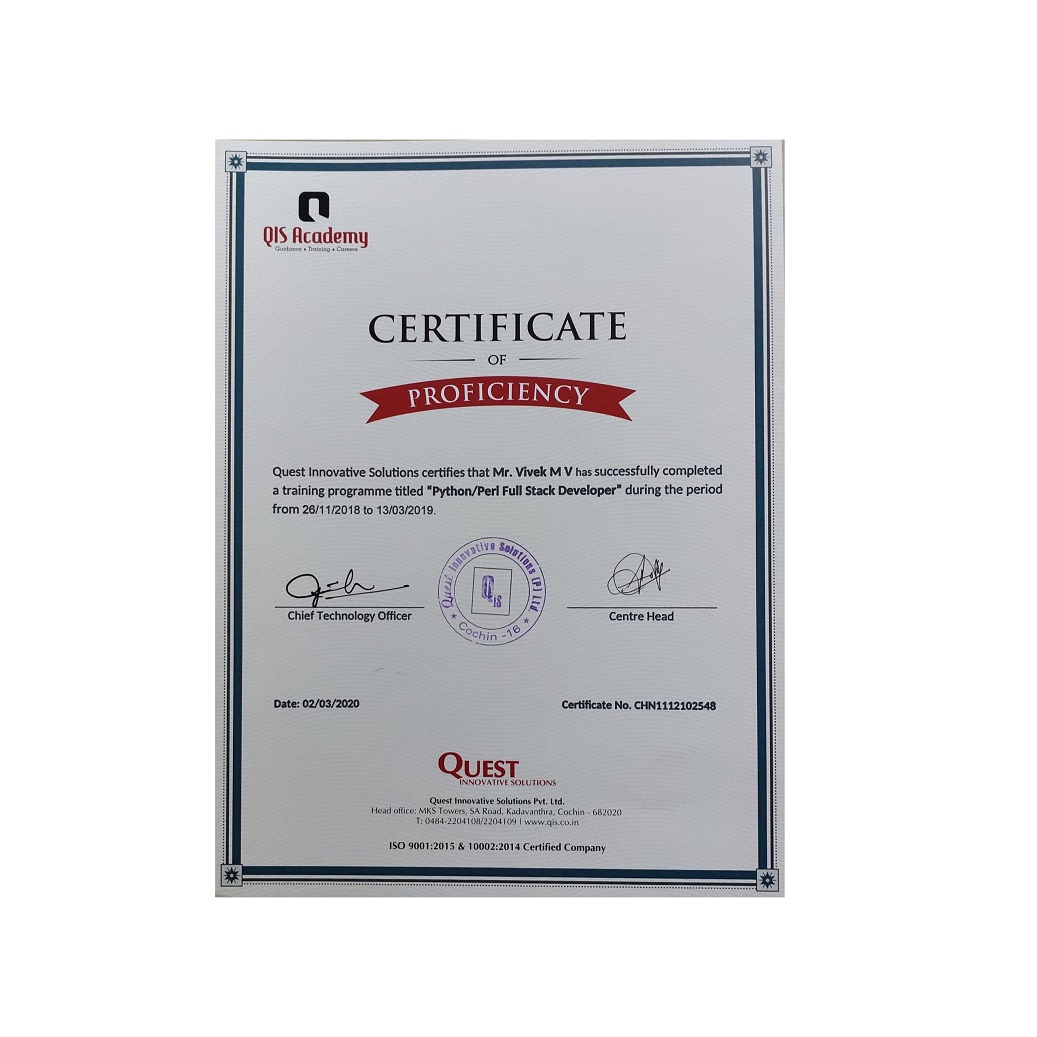 QIS Academy
Guidance • Training • Careers
CERTIFICATE
OF
PROFICIENCY
Quest Innovative Solutions certifies that Mr. Vivek M V has successfully completed
a training programme titled “Python/Perl Full Stack Developer” during the period
from 26/11/2018 to 13/03/2019.
Quest Innovative Solutions (P) Ltd.
QIS
★ Cochin -16 ★
Chief Technology Officer
Centre Head
Date: 02/03/2020
Certificate No. CHN1112102548
QUEST
INNOVATIVE SOLUTIONS
Quest Innovative Solutions Pvt. Ltd.
Head office: MKS Towers, SA Road, Kadavanthra, Cochin - 682020
T: 0484-2204108/2204109 | www.qis.co.in
ISO 9001:2015 & 10002:2014 Certified Company